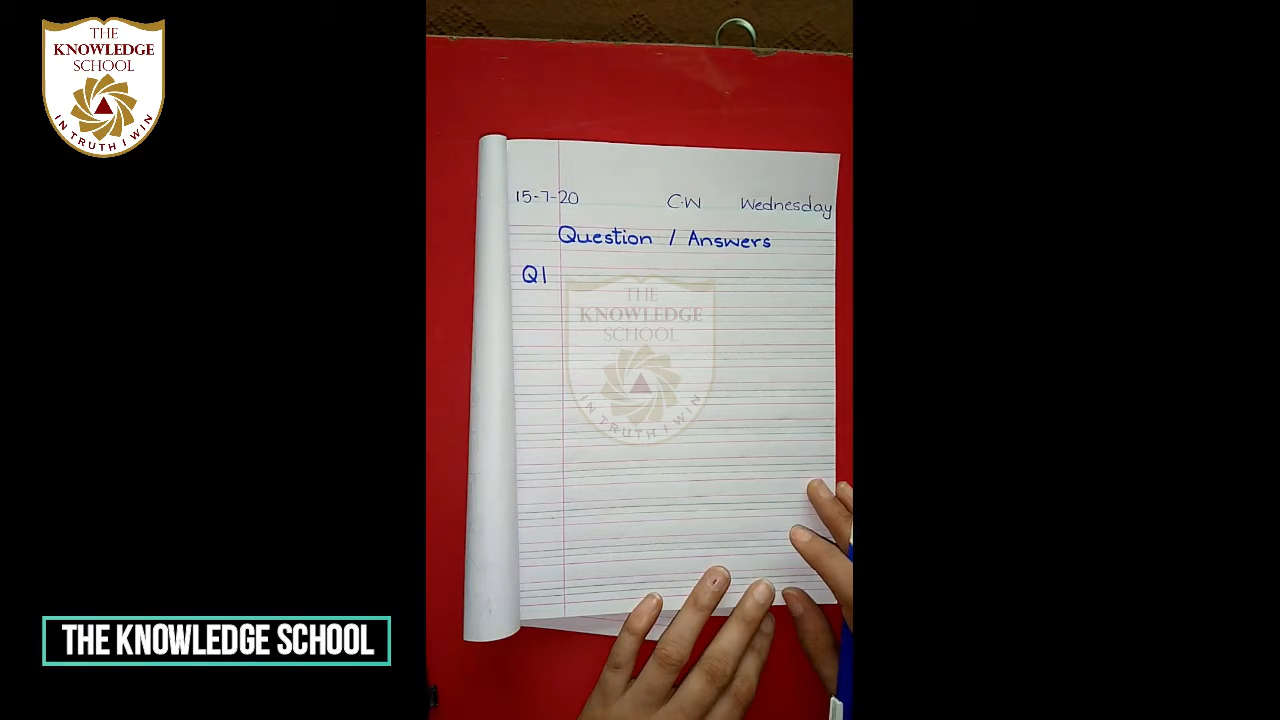 THE
KNOWLEDGE
SCHOOL
IN TRUTH I WIN
15-7-20 C·W Wednesday
Question / Answers
Q1
THE
KNOWLEDGE
SCHOOL
IN TRUTH I WIN
THE KNOWLEDGE SCHOOL